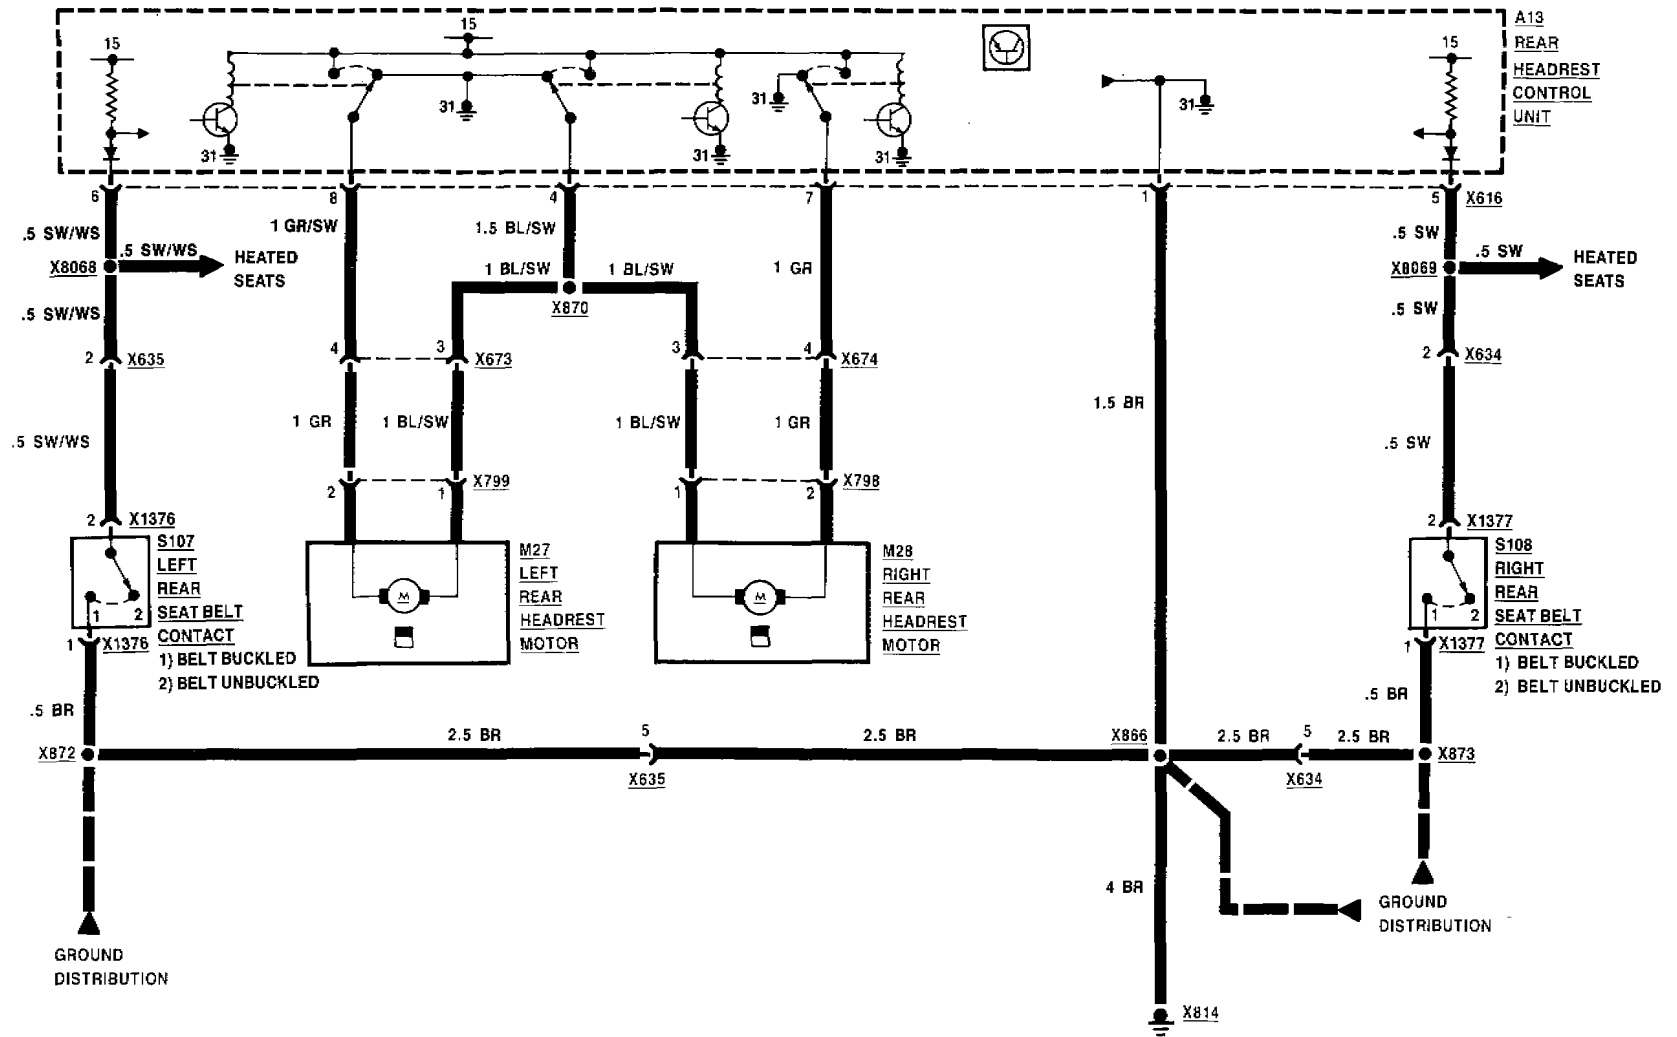 15
15
15
A13
REAR
HEADREST
CONTROL
UNIT
31
31
31
31
31
31
6
8
4
7
1
5
X616
.5 SW/WS
1 GR/SW
1.5 BL/SW
.5 SW
X8068
.5 SW/WS
HEATED
SEATS
1 BL/SW
1 BL/SW
1 GR
X8069
.5 SW
HEATED
SEATS
X870
.5 SW/WS
.5 SW
2
X635
4
3
X673
3
4
X674
2
X634
1.5 BR
.5 SW/WS
1 GR
1 BL/SW
1 BL/SW
1 GR
.5 SW
2
1
X799
1
2
X798
2
X1376
2
X1377
S107
LEFT
REAR
SEAT BELT
CONTACT
1) BELT BUCKLED
2) BELT UNBUCKLED
1
2
1
X1376
M
M27
LEFT
REAR
HEADREST
MOTOR
M
M28
RIGHT
REAR
HEADREST
MOTOR
S108
RIGHT
REAR
SEAT BELT
CONTACT
1) BELT BUCKLED
2) BELT UNBUCKLED
1
2
1
X1377
.5 BR
.5 BR
X872
2.5 BR
5
X635
2.5 BR
X866
2.5 BR
5
X634
2.5 BR
X873
4 BR
GROUND
DISTRIBUTION
GROUND
DISTRIBUTION
X814